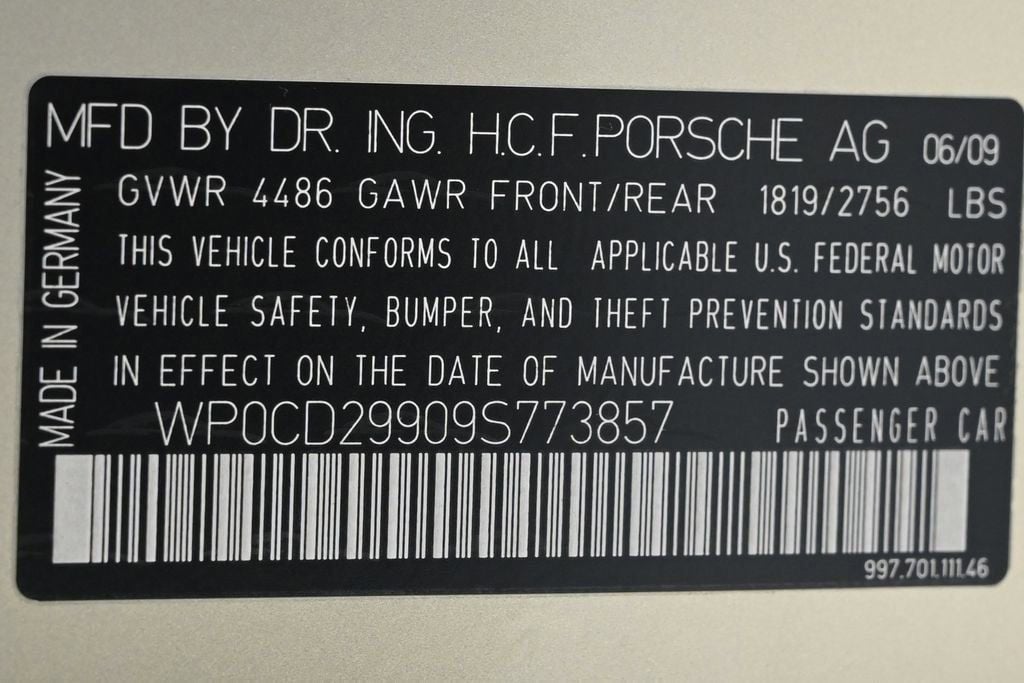 MFD BY DR. ING. H.C.F. PORSCHE AG 06/09
GVWR 4486 GAWR FRONT/REAR 1819/2756 LBS
THIS VEHICLE CONFORMS TO ALL APPLICABLE U.S. FEDERAL MOTOR
VEHICLE SAFETY, BUMPER, AND THEFT PREVENTION STANDARDS
IN EFFECT ON THE DATE OF MANUFACTURE SHOWN ABOVE
WP0CD29909S773857 PASSENGER CAR
997.701.111.46
MADE IN GERMANY